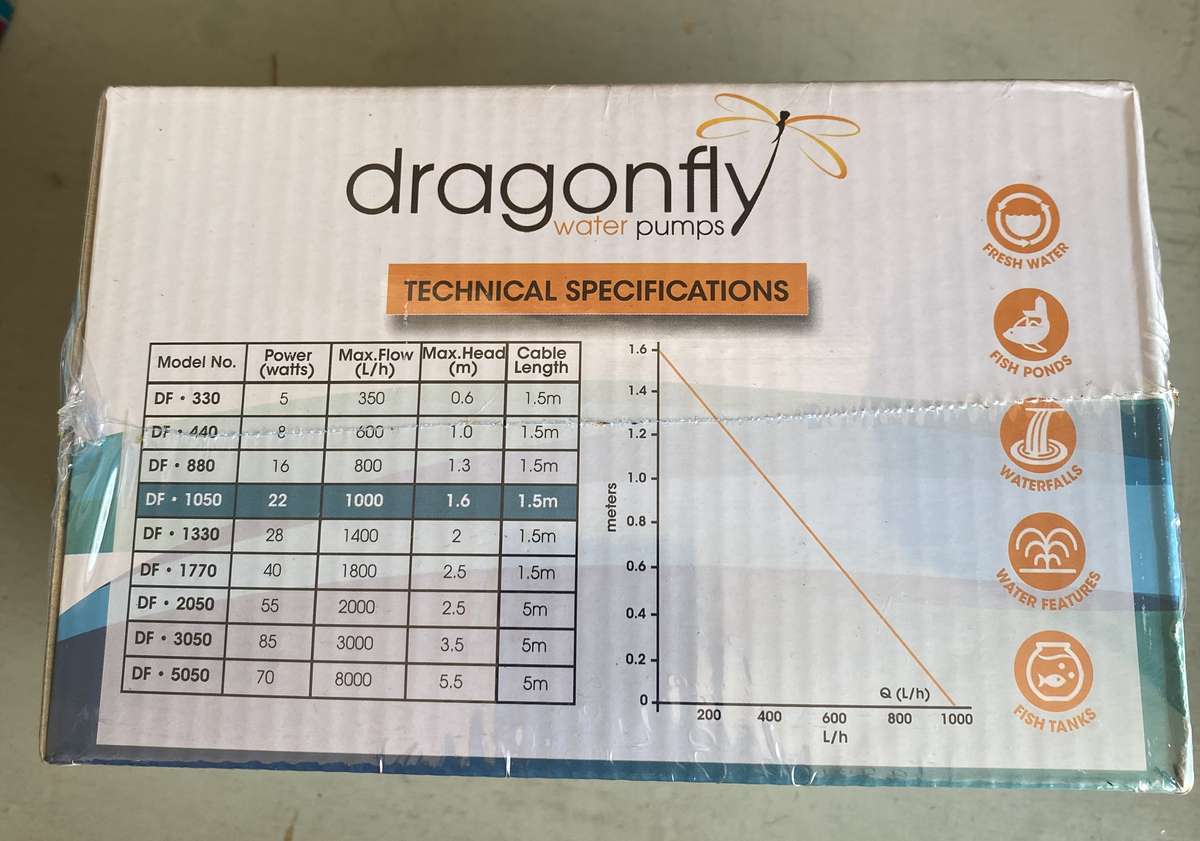 dragonfly
water pumps
TECHNICAL SPECIFICATIONS
Model No. Power (watts) Max.Flow (L/h) Max.Head (m) Cable Length
DF • 330 5 350 0.6 1.5m
DF • 440 8 600 1.0 1.5m
DF • 880 16 800 1.3 1.5m
DF • 1050 22 1000 1.6 1.5m
DF • 1330 28 1400 2 1.5m
DF • 1770 40 1800 2.5 1.5m
DF • 2050 55 2000 2.5 5m
DF • 3050 85 3000 3.5 5m
DF • 5050 70 8000 5.5 5m
1.6
1.4
1.2
1.0
0.8
0.6
0.4
0.2
0
meters
Q (L/h)
200 400 600 800 1000
L/h
FRESH WATER
FISH PONDS
WATERFALLS
WATER FEATURES
FISH TANKS